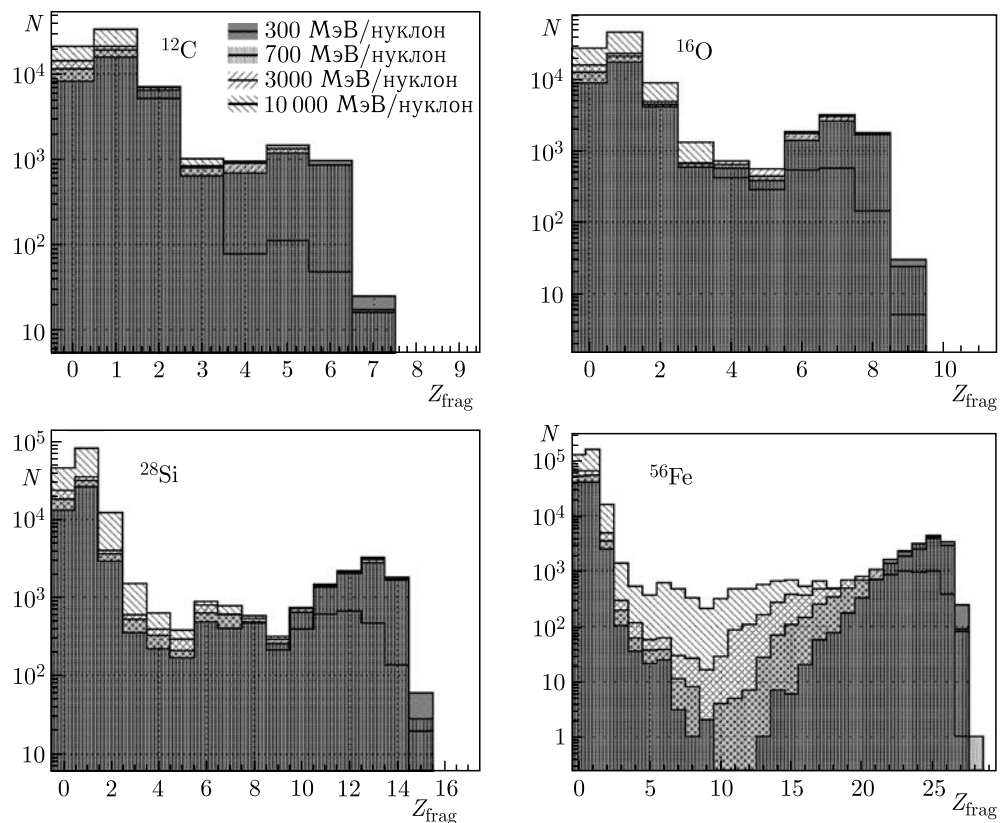 N
¹²C
300 МэВ/нуклон
700 МэВ/нуклон
3000 МэВ/нуклон
10 000 МэВ/нуклон
10⁴
10³
10²
10
0 1 2 3 4 5 6 7 8 9
Z_frag
N
¹⁶O
10⁴
10³
10²
10
0 2 4 6 8 10
Z_frag
10⁵
N
²⁸Si
10⁴
10³
10²
10
0 2 4 6 8 10 12 14 16
Z_frag
N
⁵⁶Fe
10⁵
10⁴
10³
10²
10
1
0 5 10 15 20 25
Z_frag